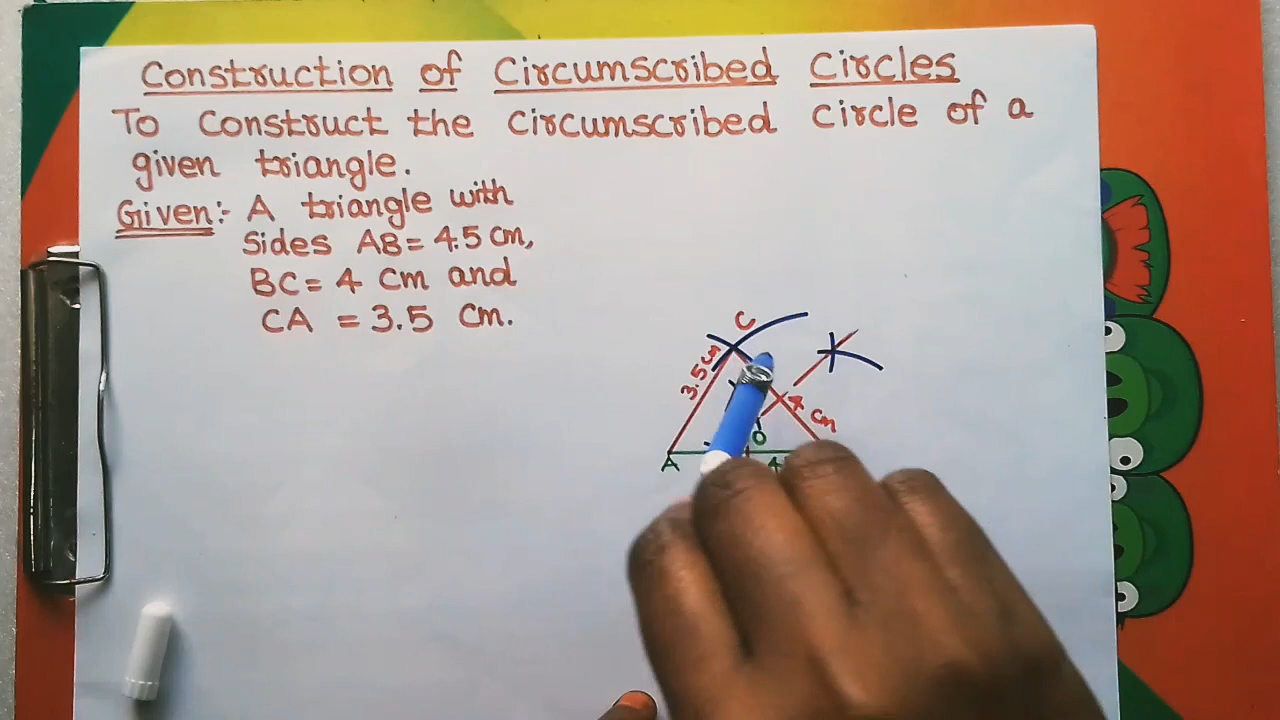 Construction of Circumscribed Circles
To Construct the Circumscribed Circle of a
given triangle.
Given:- A triangle with
Sides AB = 4.5 Cm,
BC = 4 Cm and
CA = 3.5 Cm.
C
3.5 Cm
4 Cm
O
A